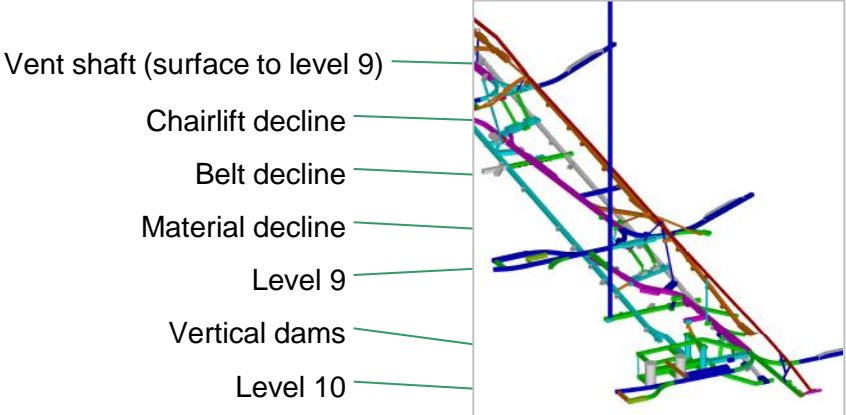 Vent shaft (surface to level 9)
Chairlift decline
Belt decline
Material decline
Level 9
Vertical dams
Level 10